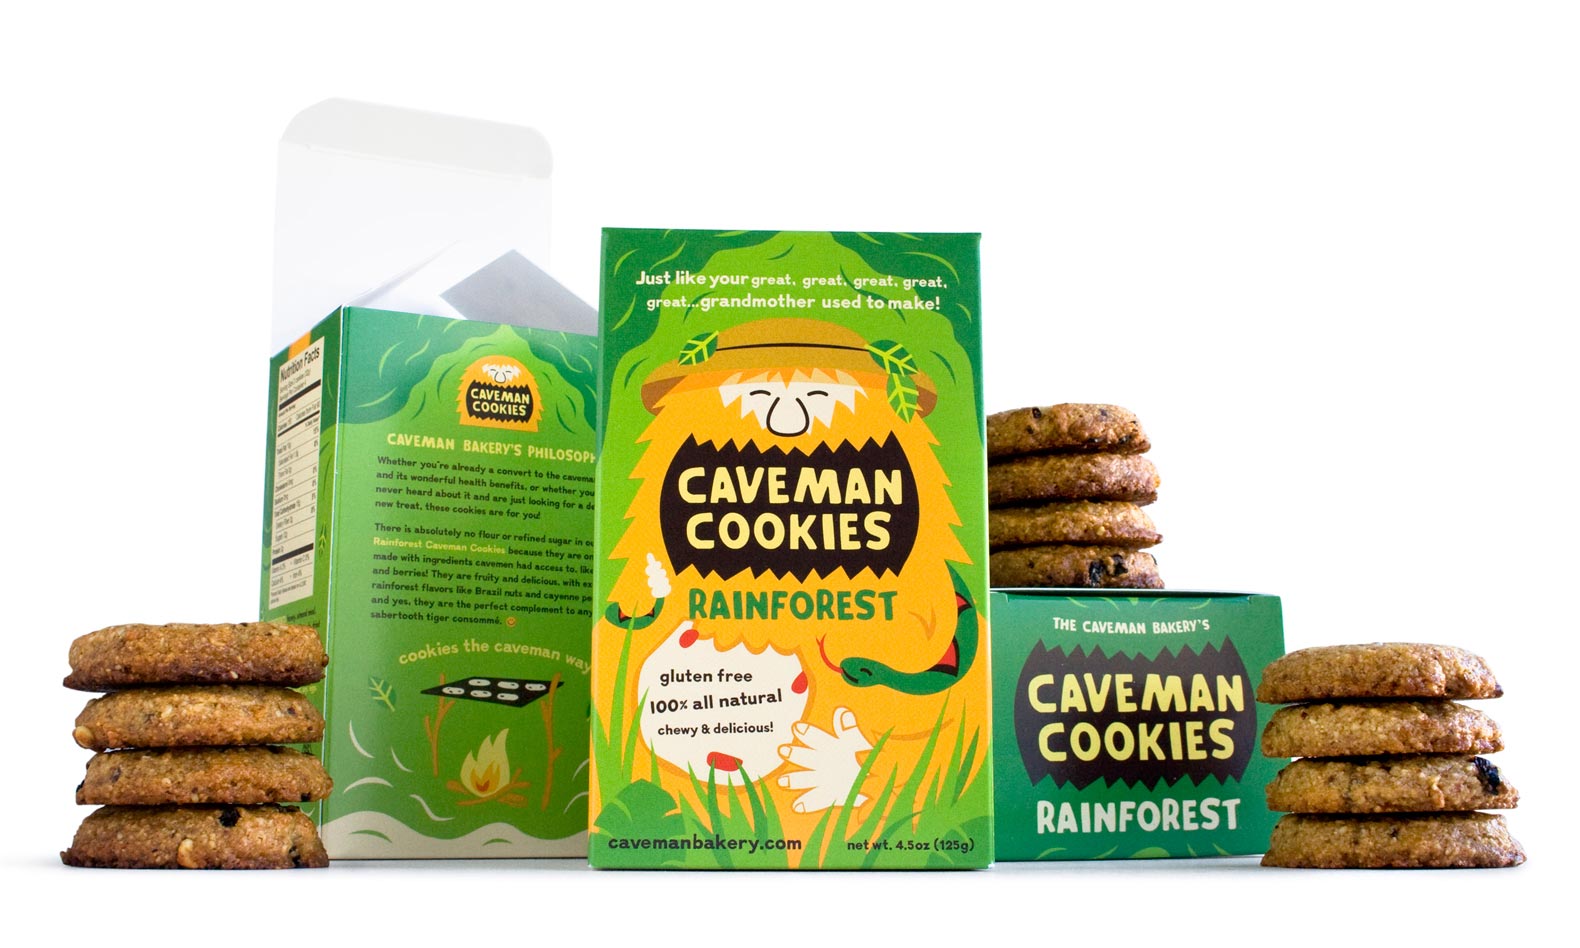 Nutrition Facts
CAVEMAN
COOKIES
CAVEMAN BAKERY'S PHILOSOPH
Whether you're already a convert to the cavema
and its wonderful health benefits, or whether you
never heard about it and are just looking for a de
new treat, these cookies are for you!
There is absolutely no flour or refined sugar in ou
Rainforest Caveman Cookies because they are on
made with ingredients cavemen had access to, like
and berries! They are fruity and delicious, with ex
rainforest flavors like Brazil nuts and cayenne pe
and yes, they are the perfect complement to any
sabertooth tiger consommé.
cookies the caveman way
Just like your great, great, great, great,
great...grandmother used to make!
CAVEMAN
COOKIES
RAINFOREST
gluten free
100% all natural
chewy & delicious!
cavemanbakery.com
net wt. 4.5oz (125g)
THE CAVEMAN BAKERY'S
CAVEMAN
COOKIES
RAINFOREST